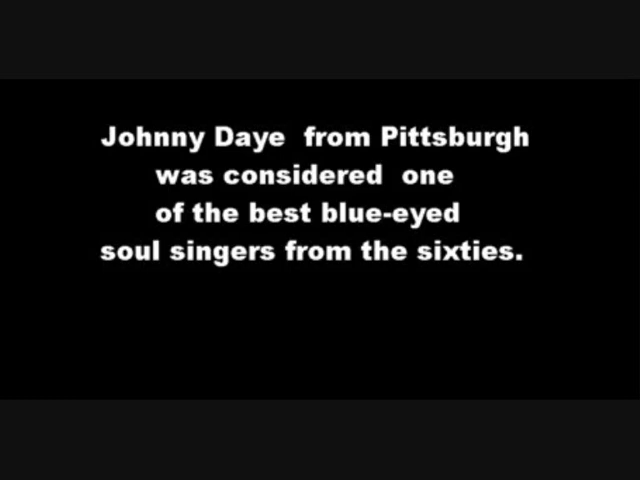 Johnny Daye from Pittsburgh
was considered one
of the best blue-eyed
soul singers from the sixties.